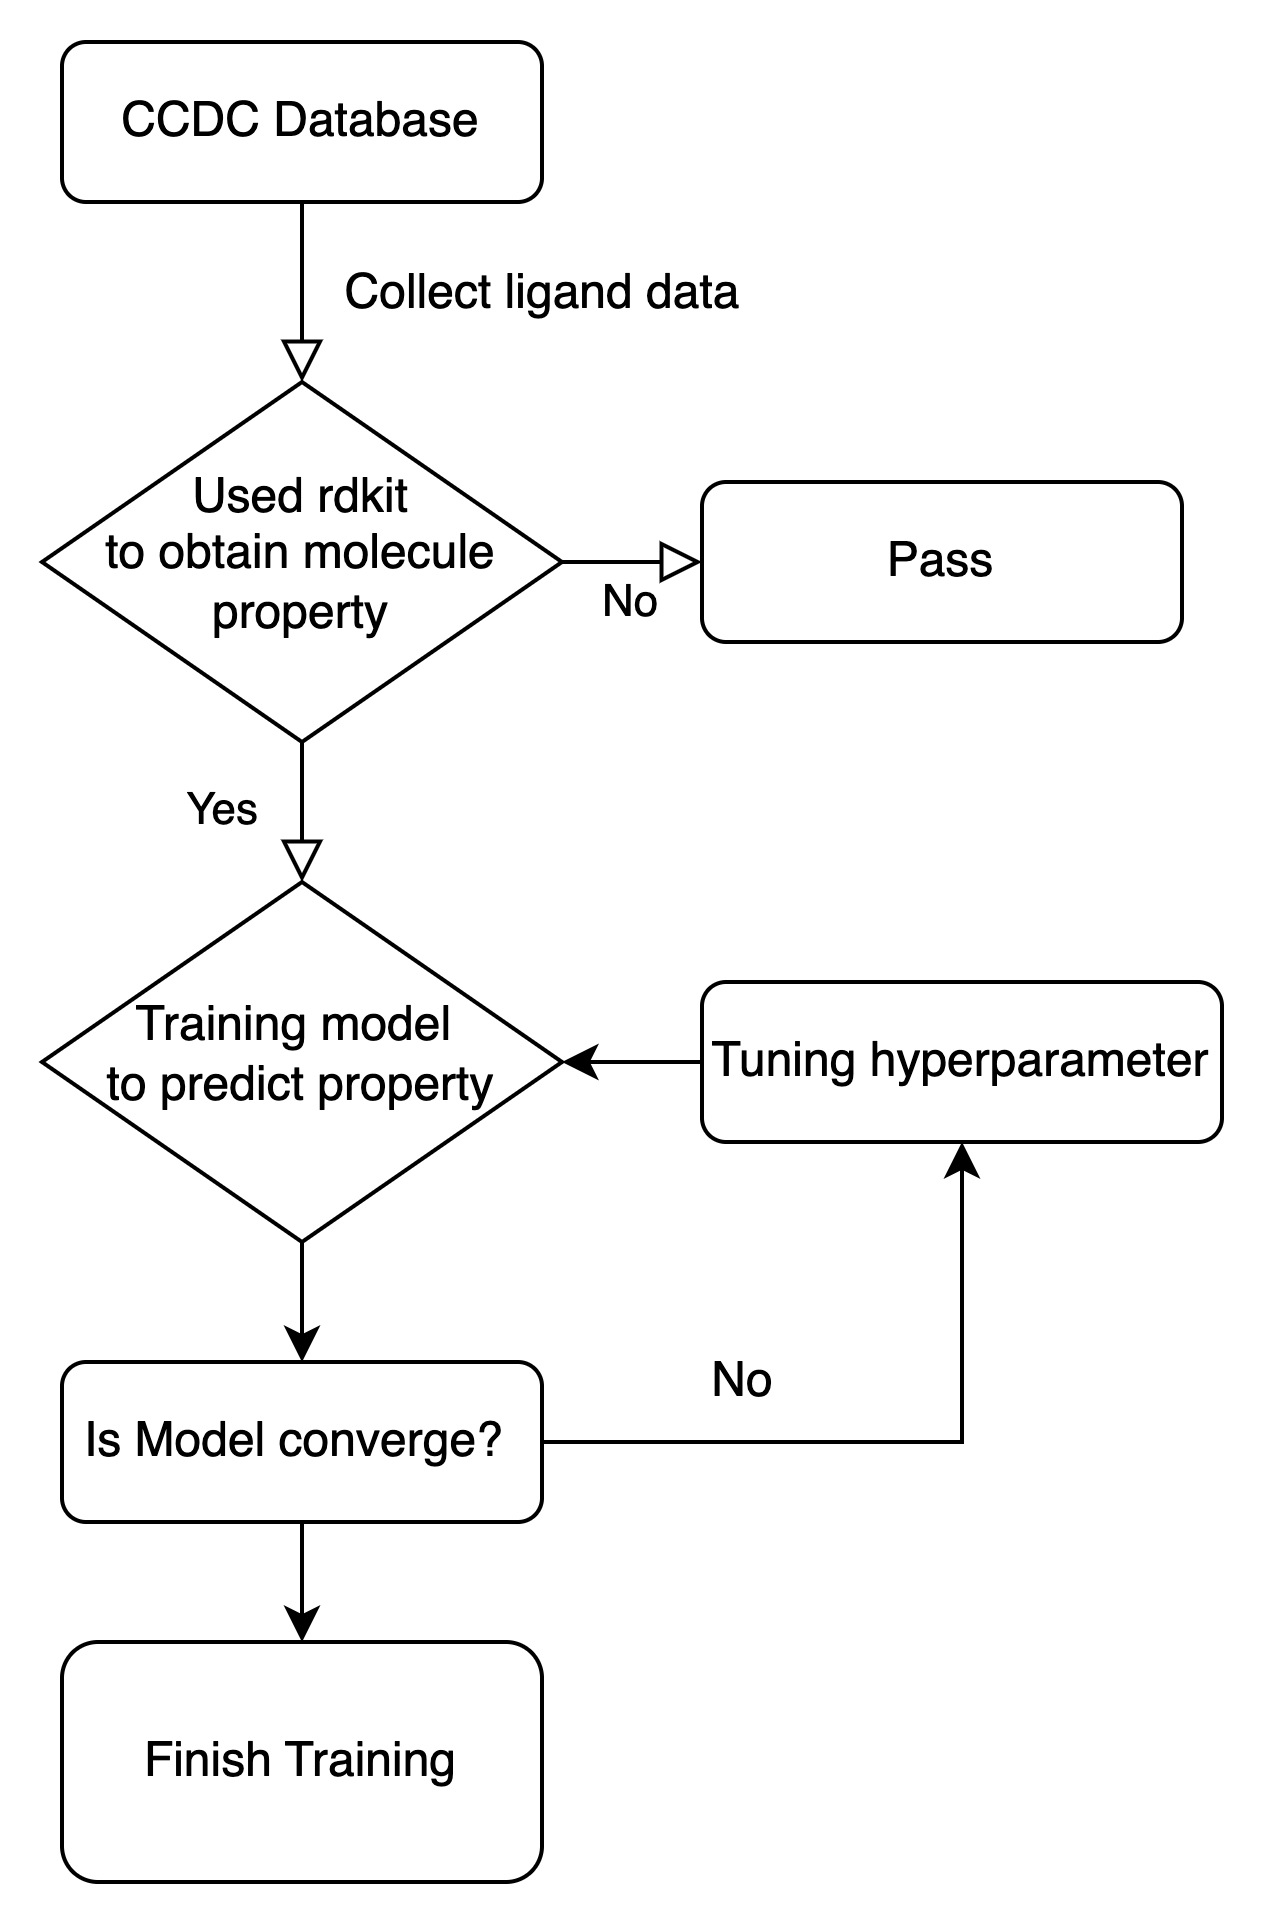 CCDC Database
Collect ligand data
Used rdkit
to obtain molecule
property
No
Pass
Yes
Training model
to predict property
Tuning hyperparameter
No
Is Model converge?
Finish Training